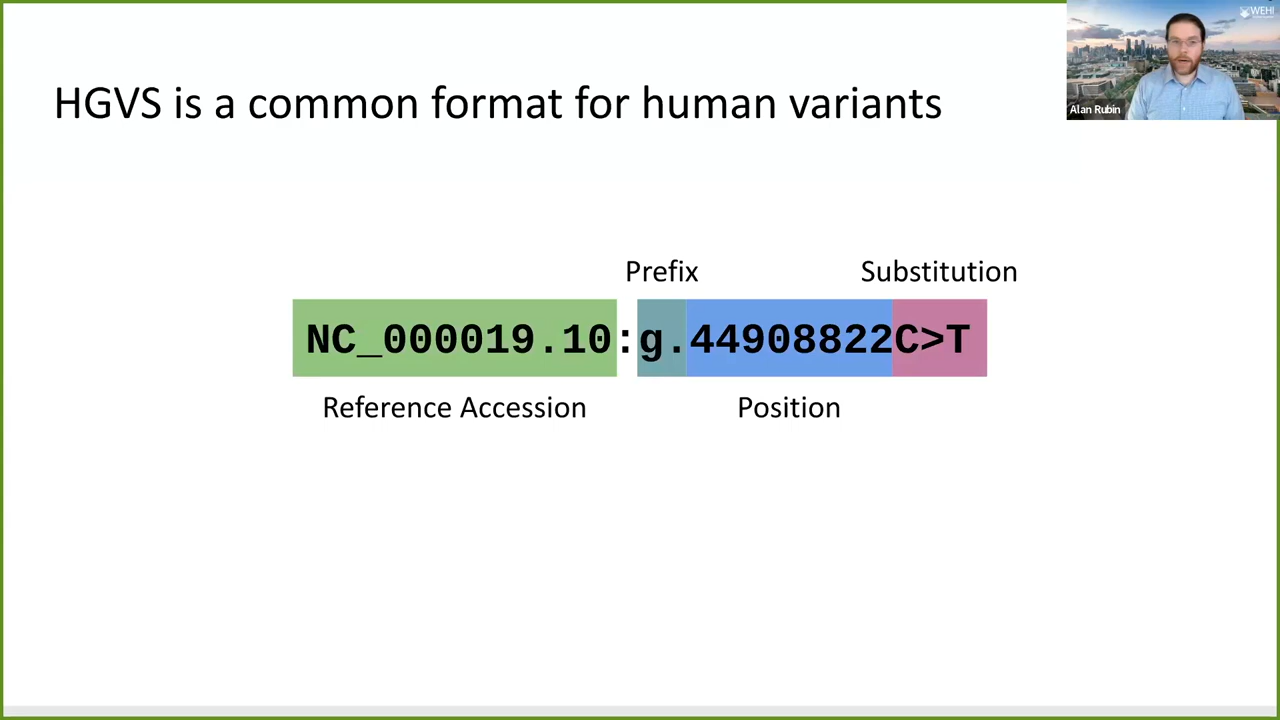 WEHI
Alan Rubin
HGVS is a common format for human variants
Prefix
Substitution
NC_000019.10:g.44908822C>T
Reference Accession
Position